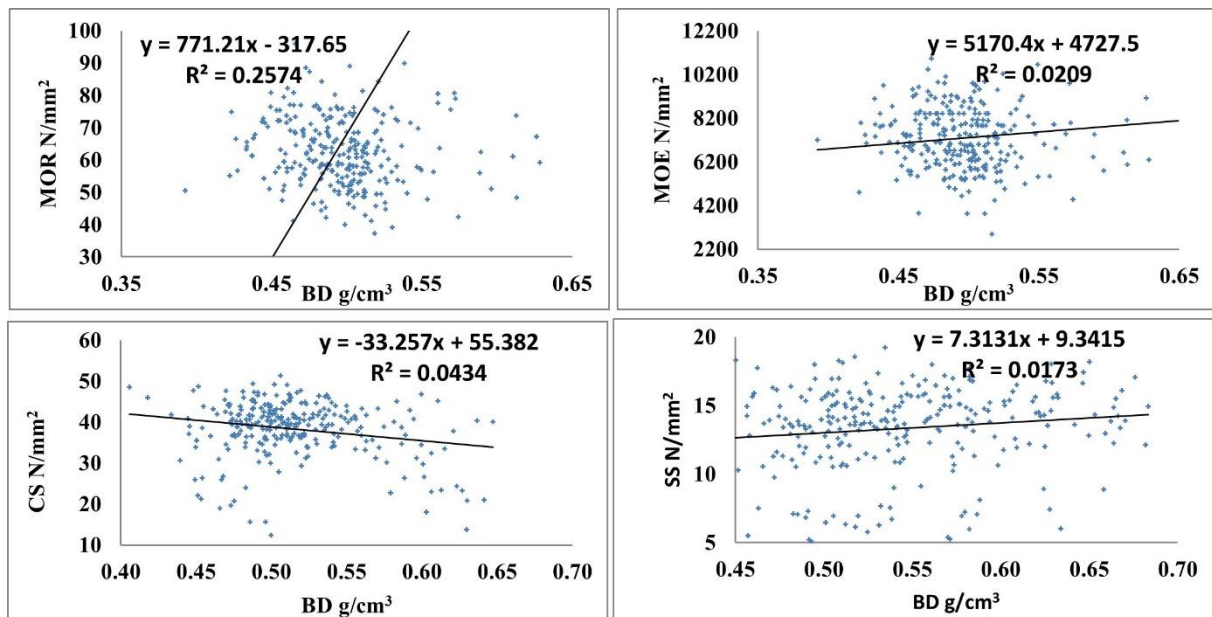 y = 771.21x - 317.65
R² = 0.2574
MOR N/mm²
100
90
80
70
60
50
40
30
0.35
0.45
0.55
0.65
BD g/cm³
y = 5170.4x + 4727.5
R² = 0.0209
MOE N/mm²
12200
10200
8200
6200
4200
2200
0.35
0.45
0.55
0.65
BD g/cm³
y = -33.257x + 55.382
R² = 0.0434
CS N/mm²
60
50
40
30
20
10
0.40
0.45
0.50
0.55
0.60
0.65
0.70
BD g/cm³
y = 7.3131x + 9.3415
R² = 0.0173
SS N/mm²
20
15
10
5
0.45
0.50
0.55
0.60
0.65
0.70
BD g/cm³